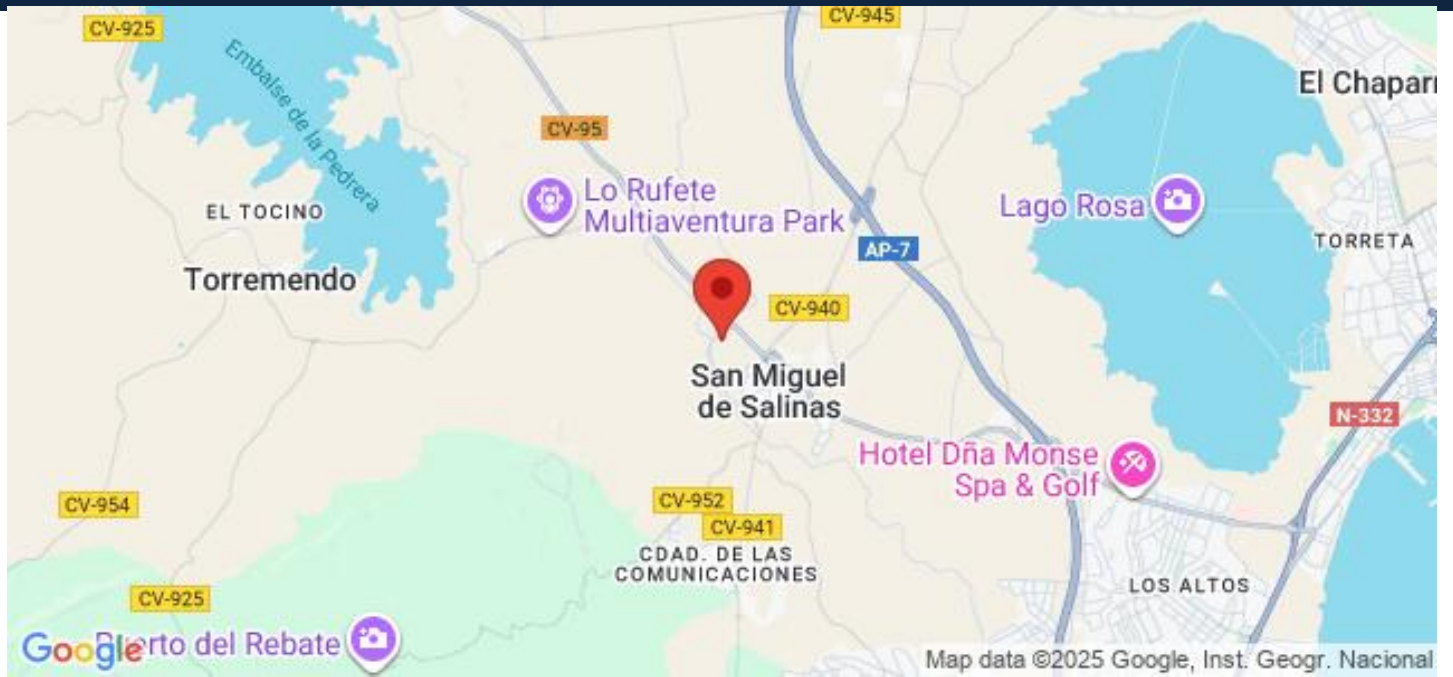 CV-925
CV-945
El Chaparr
Embalse de la Pedrera
CV-95
Lo Rufete
Multiaventura Park
Lago Rosa
EL TOCINO
TORRETA
AP-7
Torremendo
CV-940
San Miguel
de Salinas
N-332
Hotel Dña Monse
Spa & Golf
CV-954
CV-952
CV-941
CDAD. DE LAS
COMUNICACIONES
LOS ALTOS
CV-925
Google
erto del Rebate
Map data ©2025 Google, Inst. Geogr. Nacional